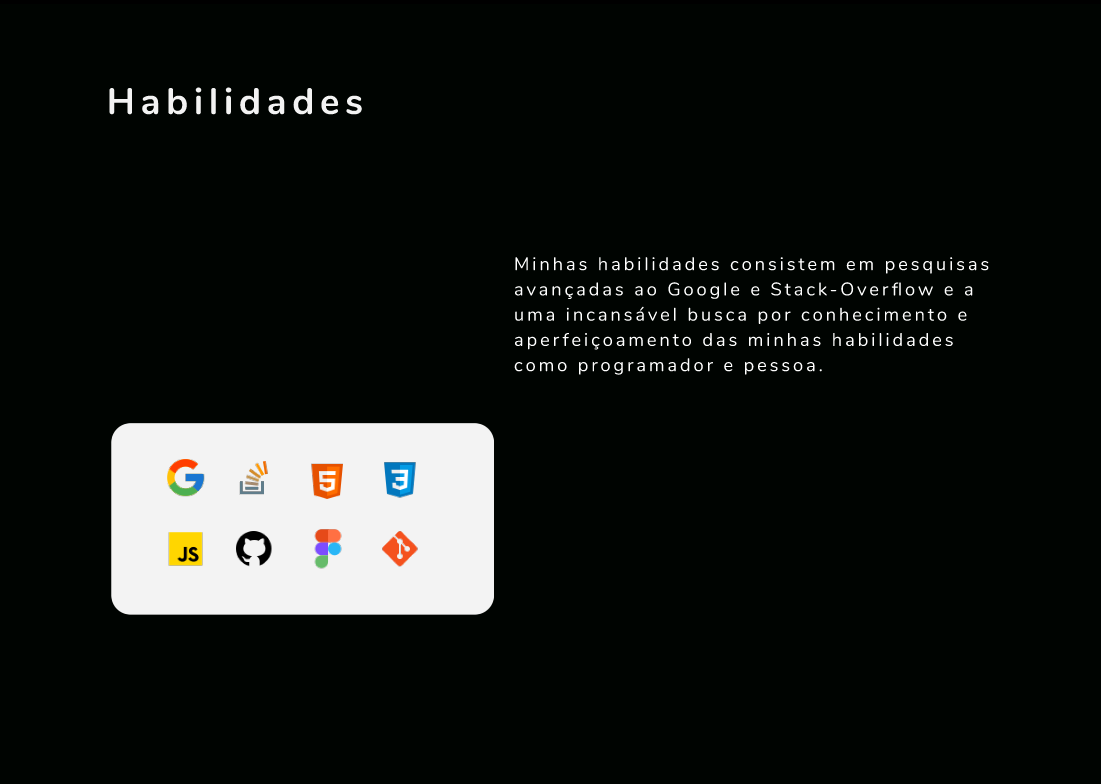 Habilidades
Minhas habilidades consistem em pesquisas
avançadas ao Google e Stack-Overflow e a
uma incansável busca por conhecimento e
aperfeiçoamento das minhas habilidades
como programador e pessoa.
G
5
3
JS